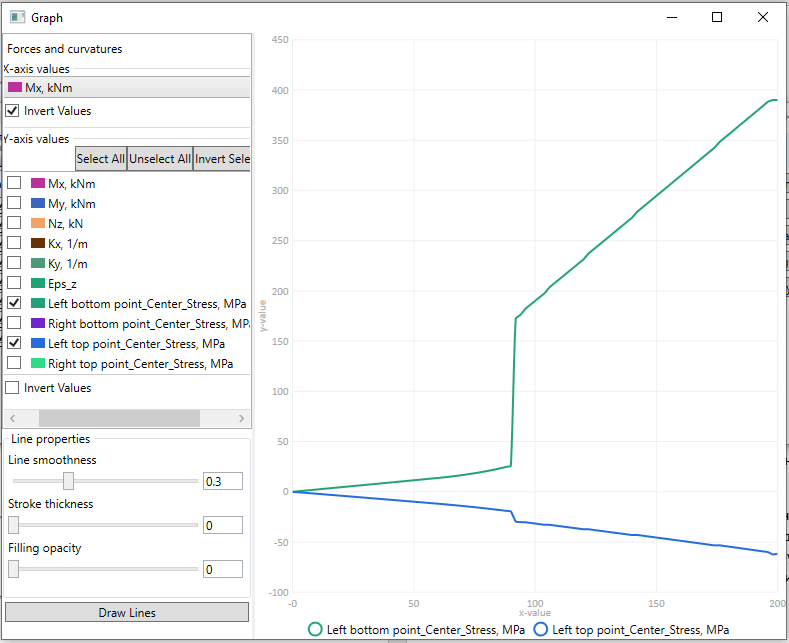 Graph
Forces and curvatures
X-axis values
Mx, kNm
Invert Values
Y-axis values
Select All Unselect All Invert Sele
Mx, kNm
My, kNm
Nz, kN
Kx, 1/m
Ky, 1/m
Eps_z
Left bottom point_Center_Stress, MPa
Right bottom point_Center_Stress, MPa
Left top point_Center_Stress, MPa
Right top point_Center_Stress, MPa
Invert Values
Line properties
Line smoothness
0.3
Stroke thickness
0
Filling opacity
0
Draw Lines
450
400
350
300
250
200
150
100
50
0
-50
-100
y-value
-0 50 100 150 200
x-value
Left bottom point_Center_Stress, MPa Left top point_Center_Stress, MPa